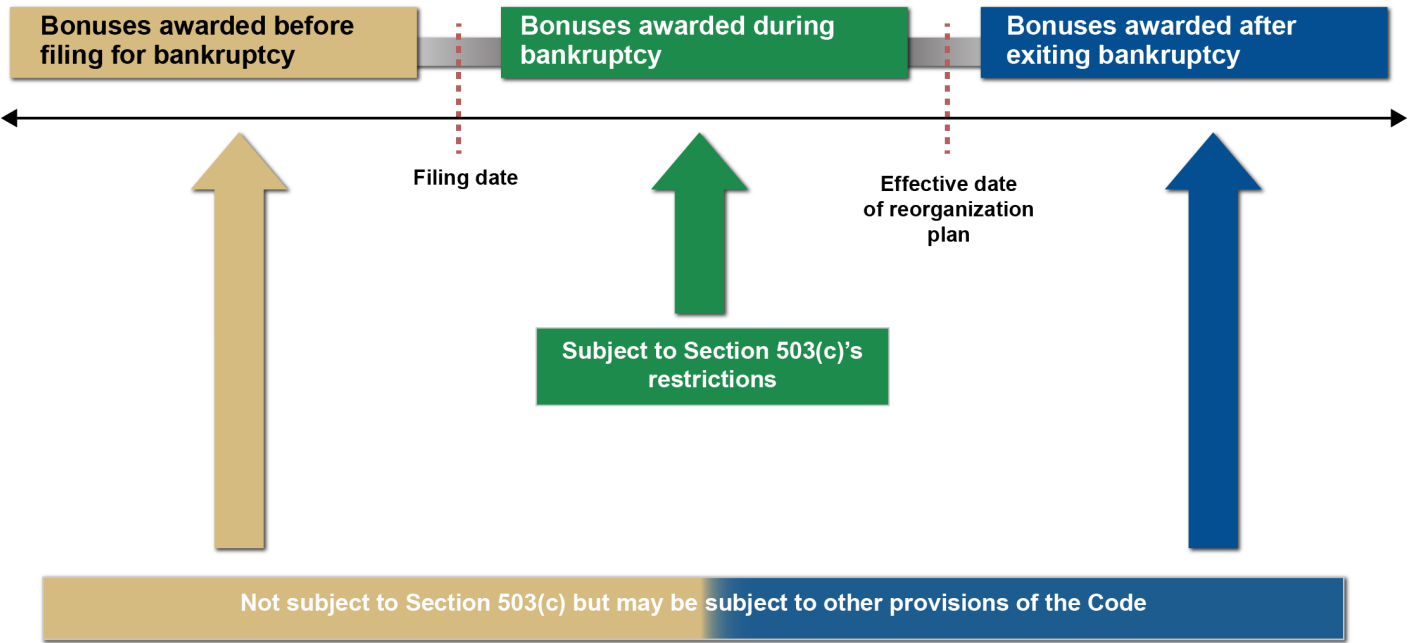 Bonuses awarded before
filing for bankruptcy
Bonuses awarded during
bankruptcy
Bonuses awarded after
exiting bankruptcy
Filing date
Effective date
of reorganization
plan
Subject to Section 503(c)’s
restrictions
Not subject to Section 503(c) but may be subject to other provisions of the Code